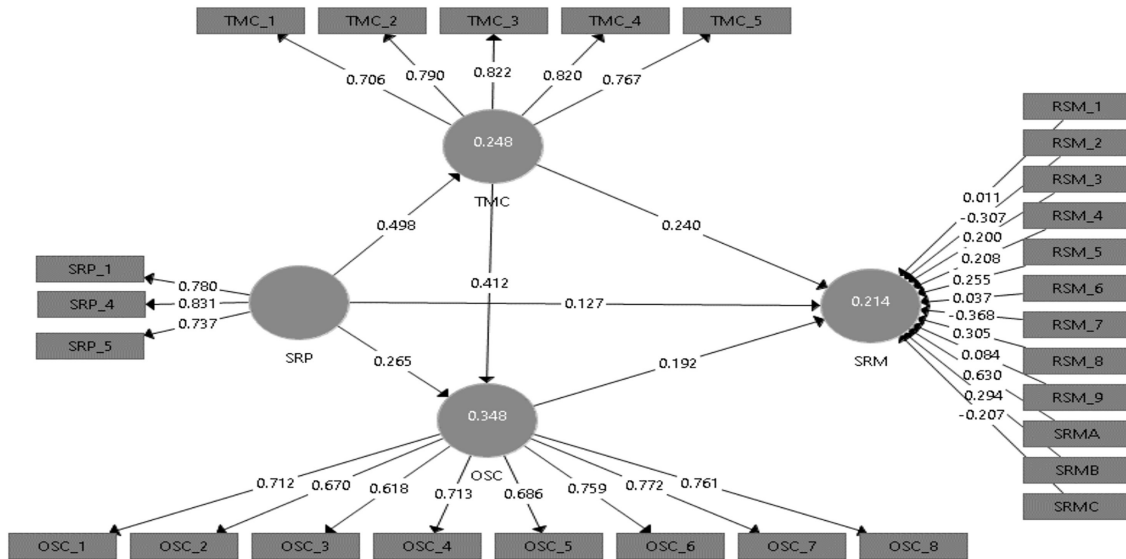 TMC_1 TMC_2 TMC_3 TMC_4 TMC_5
0.706 0.790 0.822 0.820 0.767
0.248
TMC
SRP_1
SRP_4
SRP_5
0.780
0.831
0.737
SRP
0.498
0.412
0.240
0.127
0.265
0.192
0.348
OSC
0.214
SRM
0.011
-0.307
0.200
0.208
0.255
0.037
-0.368
0.305
0.084
0.630
0.294
-0.207
RSM_1
RSM_2
RSM_3
RSM_4
RSM_5
RSM_6
RSM_7
RSM_8
RSM_9
SRMA
SRMB
SRMC
0.712 0.670 0.618 0.713 0.686 0.759 0.772 0.761
OSC_1 OSC_2 OSC_3 OSC_4 OSC_5 OSC_6 OSC_7 OSC_8